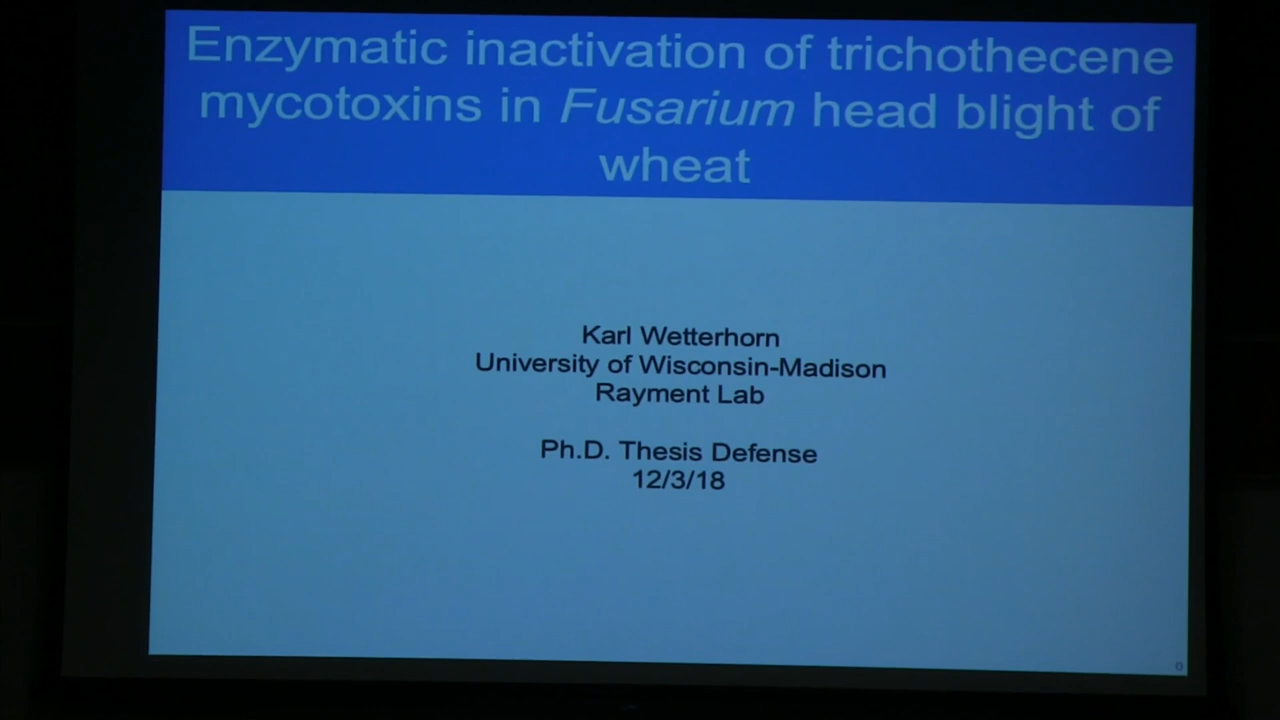 Enzymatic inactivation of trichothecene
mycotoxins in Fusarium head blight of
wheat
Karl Wetterhorn
University of Wisconsin-Madison
Rayment Lab
Ph.D. Thesis Defense
12/3/18
0